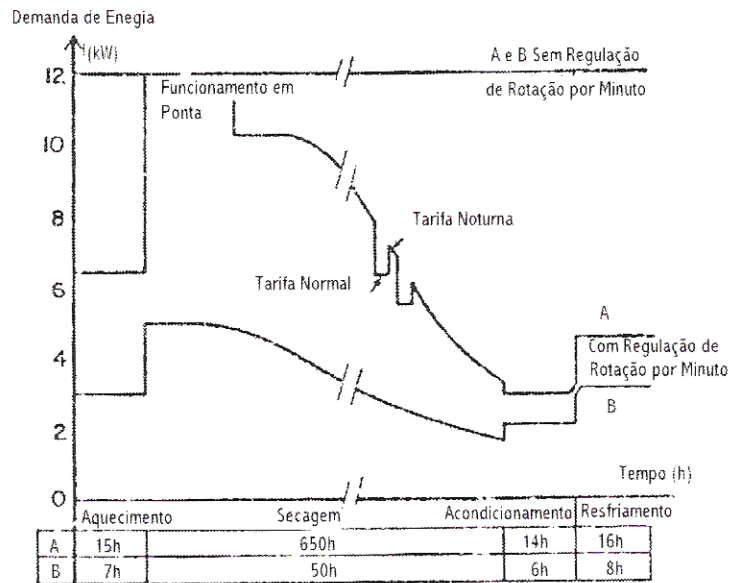 Demanda de Enegia
(kW)
12
10
8
6
4
2
0
A e B Sem Regulação
de Rotação por Minuto
Funcionamento em
Ponta
Tarifa Noturna
Tarifa Normal
A
Com Regulação de
Rotação por Minuto
B
Tempo (h)
Aquecimento Secagem Acondicionamento Resfriamento
A 15h 650h 14h 16h
B 7h 50h 6h 8h